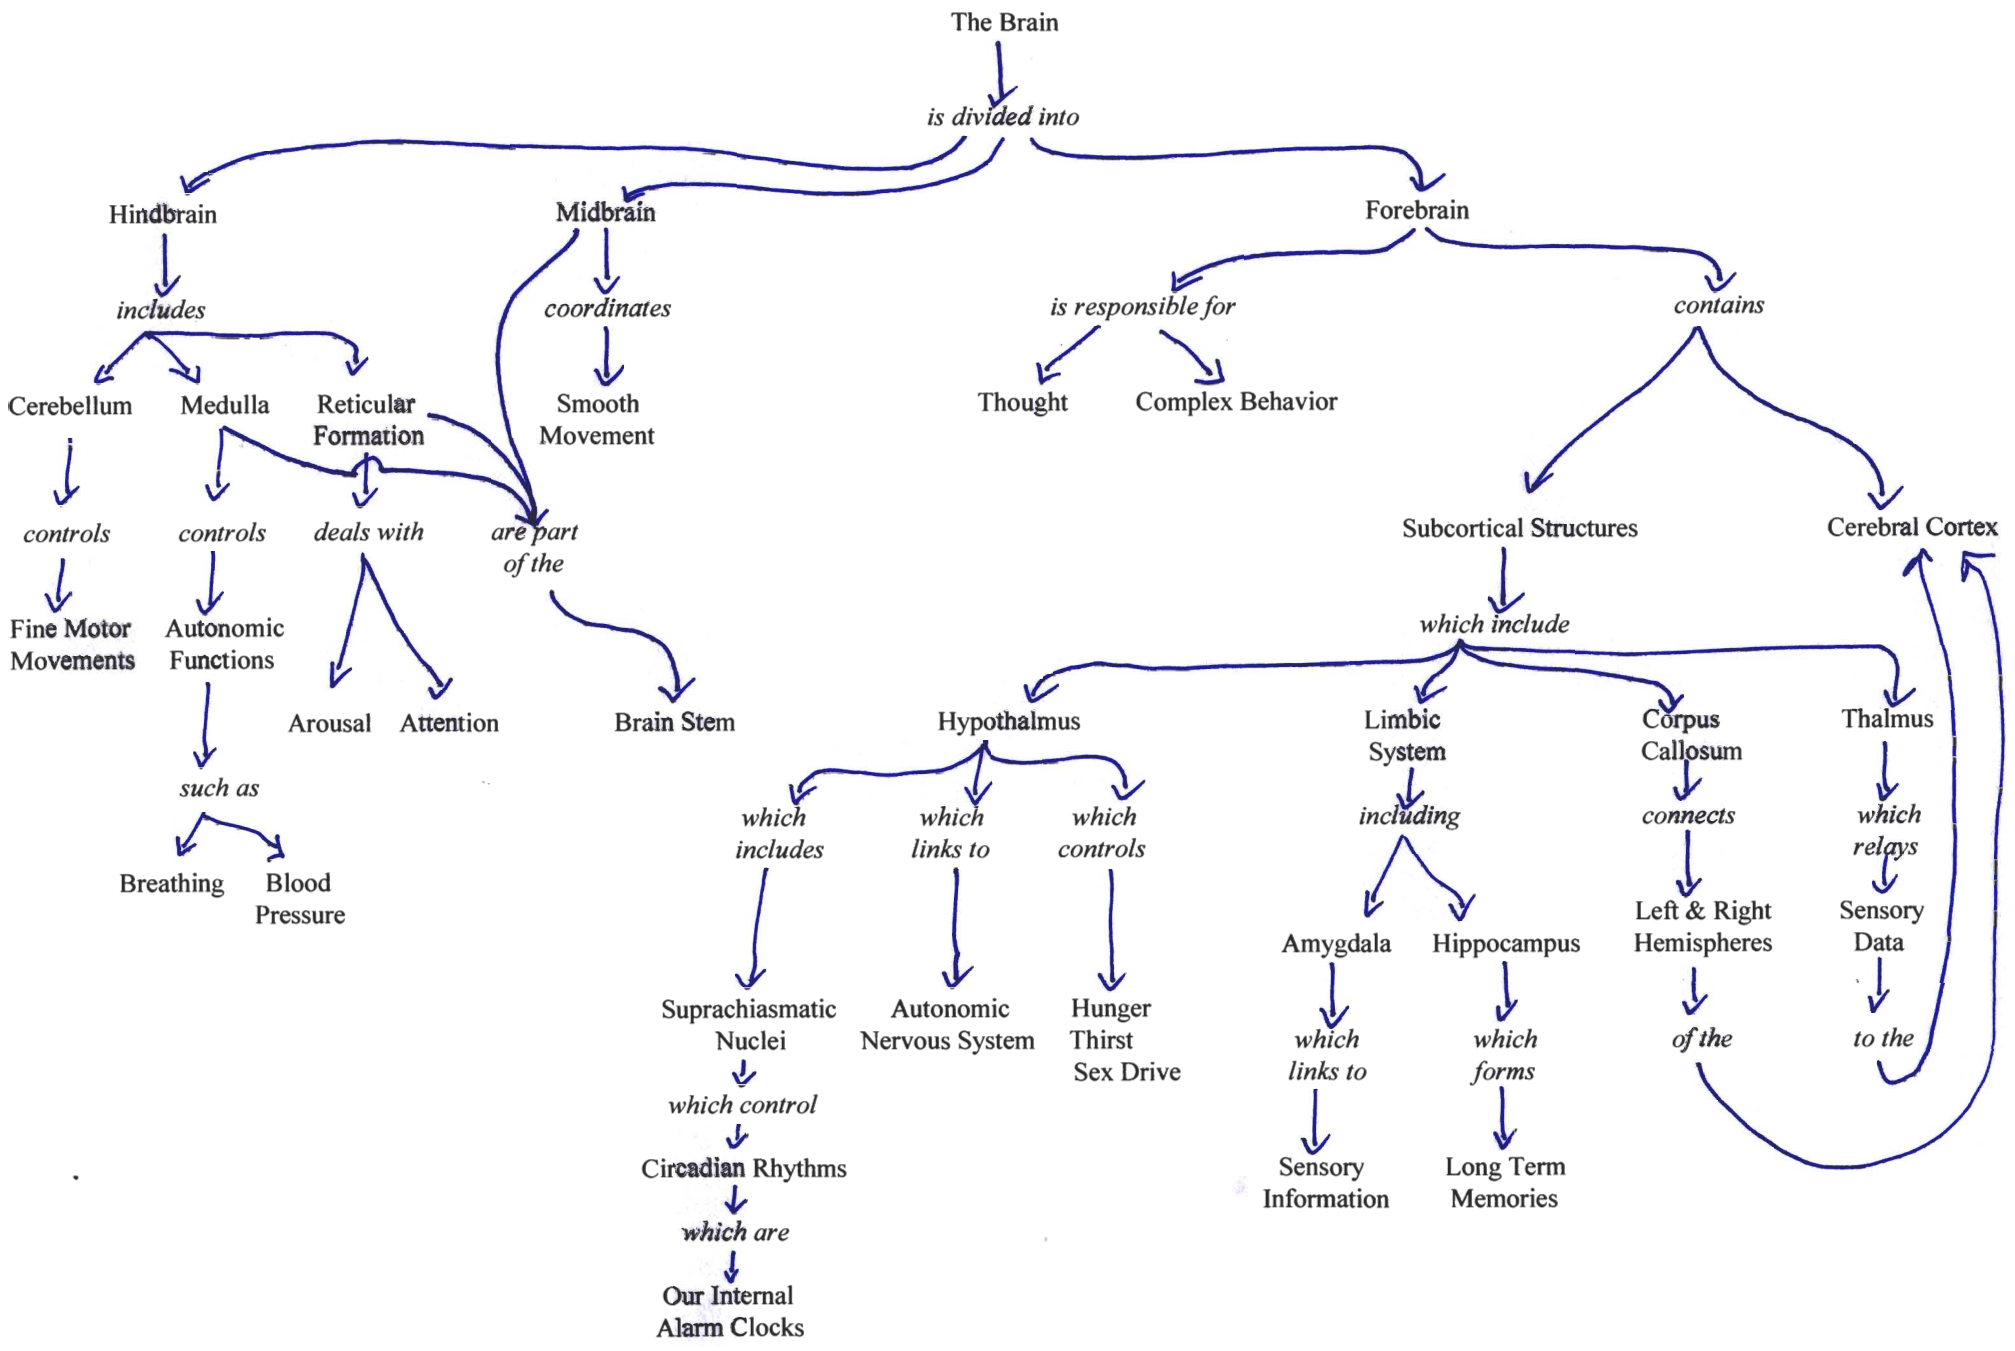 The Brain
is divided into
Hindbrain
Midbrain
Forebrain
includes
coordinates
is responsible for
contains
Cerebellum
Medulla
Reticular
Formation
Smooth
Movement
Thought
Complex Behavior
controls
controls
deals with
are part
of the
Subcortical Structures
Cerebral Cortex
Fine Motor
Movements
Autonomic
Functions
which include
Arousal
Attention
Brain Stem
Hypothalmus
Limbic
System
Corpus
Callosum
Thalmus
such as
which
includes
which
links to
which
controls
including
connects
which
relays
Breathing
Blood
Pressure
Amygdala
Hippocampus
Left & Right
Hemispheres
Sensory
Data
Suprachiasmatic
Nuclei
Autonomic
Nervous System
Hunger
Thirst
Sex Drive
which
links to
which
forms
of the
to the
which control
Circadian Rhythms
Sensory
Information
Long Term
Memories
which are
Our Internal
Alarm Clocks